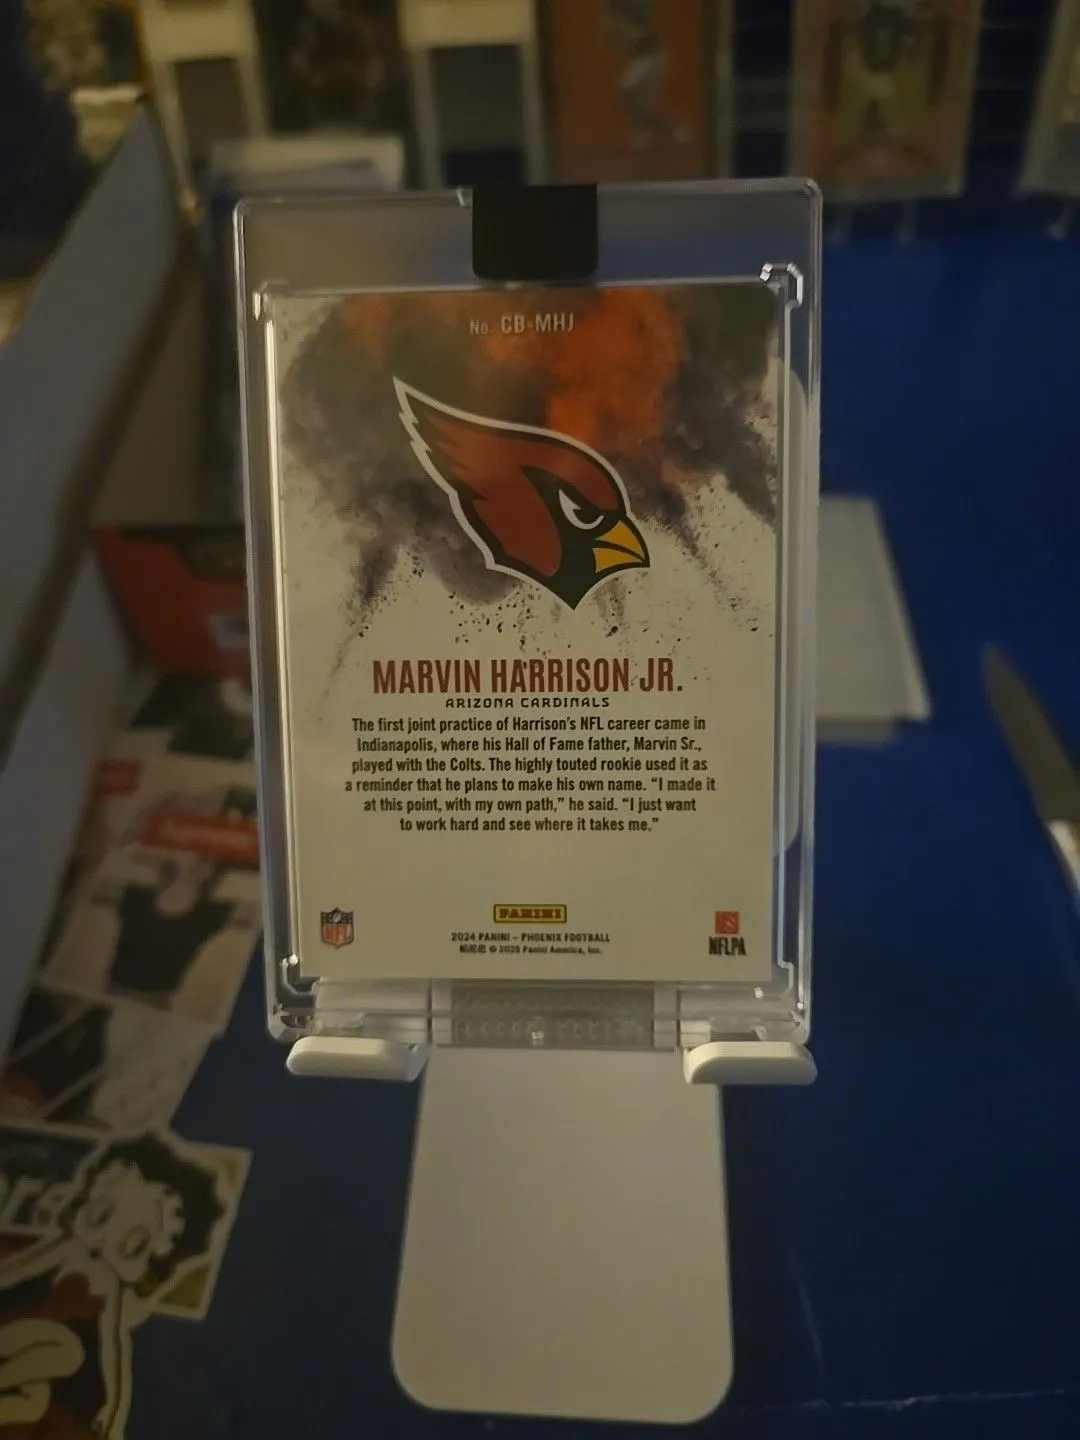 No. CB-MHJ
MARVIN HARRISON JR.
ARIZONA CARDINALS
The first joint practice of Harrison's NFL career came in
Indianapolis, where his Hall of Fame father, Marvin Sr.,
played with the Colts. The highly touted rookie used it as
a reminder that he plans to make his own name. “I made it
at this point, with my own path,” he said. “I just want
to work hard and see where it takes me.”
PANINI
NFL
2024 PANINI – PHOENIX FOOTBALL
© 2025 Panini America, Inc.
NFLPA